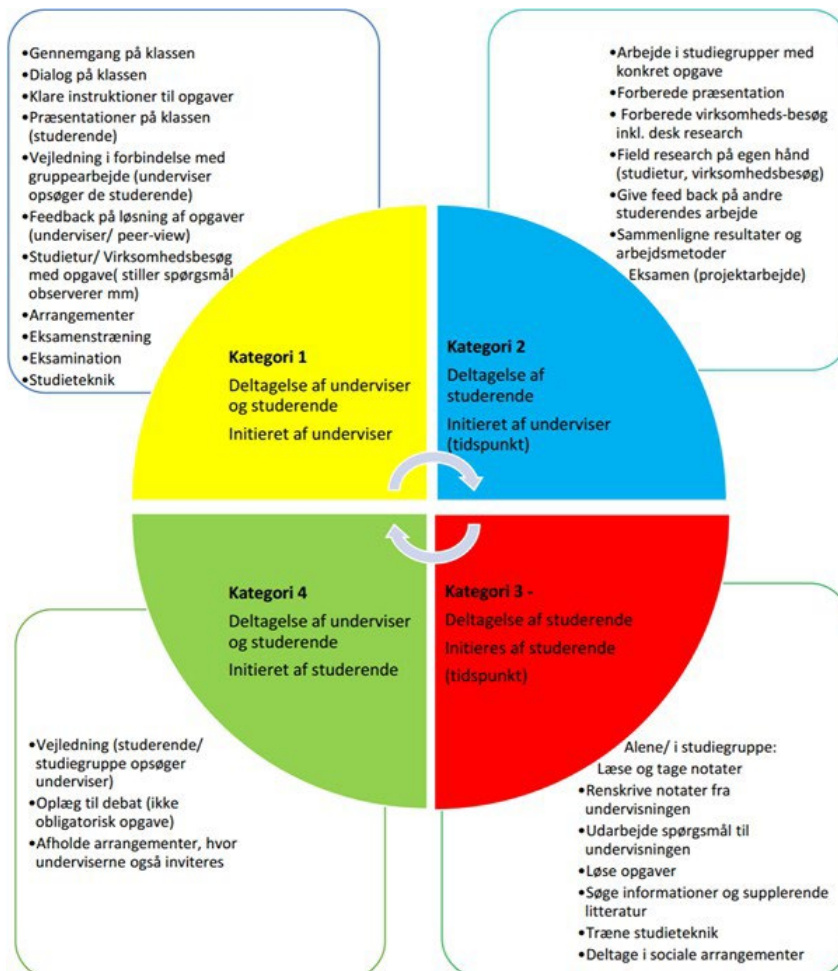 •Gennemgang på klassen
•Dialog på klassen
•Klare instruktioner til opgaver
•Præsentationer på klassen
(studerende)
•Vejledning i forbindelse med
gruppearbejde (underviser
opsøger de studerende)
•Feedback på løsning af opgaver
(underviser/ peer-view)
•Studietur/ Virksomhedsbesøg
med opgave( stiller spørgsmål
observerer mm)
•Arrangementer
•Eksamenstræning
•Eksamination
•Studieteknik
•Arbejde i studiegrupper med
konkret opgave
•Forberede præsentation
• Forberede virksomheds-besøg
inkl. desk research
•Field research på egen hånd
(studietur, virksomhedsbesøg)
•Give feed back på andre
studerendes arbejde
•Sammenligne resultater og
arbejdsmetoder
Eksamen (projektarbejde)
Kategori 1
Deltagelse af underviser
og studerende
Initieret af underviser
Kategori 2
Deltagelse af
studerende
Initieret af underviser
(tidspunkt)
Kategori 4
Deltagelse af underviser
og studerende
Initieret af studerende
Kategori 3 -
Deltagelse af studerende
Initieres af studerende
(tidspunkt)
•Vejledning (studerende/
studiegruppe opsøger
underviser)
•Oplæg til debat (ikke
obligatorisk opgave)
•Afholde arrangementer, hvor
underviserne også inviteres
Alene/ i studiegruppe:
Læse og tage notater
•Renskrive notater fra
undervisningen
•Udarbejde spørgsmål til
undervisningen
•Løse opgaver
•Søge informationer og supplerende
litteratur
•Træne studieteknik
•Deltage i sociale arrangementer